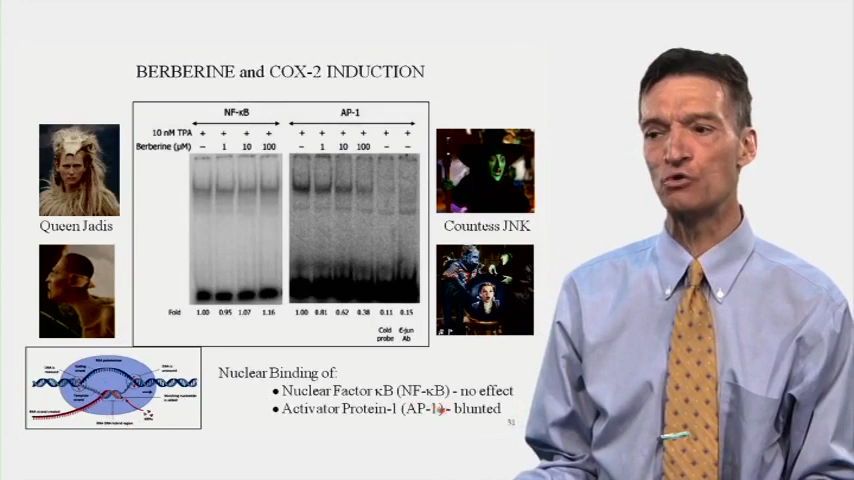 BERBERINE and COX-2 INDUCTION
NF-κB AP-1
10 nM TPA + + + + + + + + + +
Berberine (μM) – 1 10 100 – 1 10 100 – –
Queen Jadis
Countess JNK
Fold 1.00 0.95 1.07 1.16 1.00 0.81 0.62 0.38 0.11 0.15
Cold probe
C-jun Ab
Nuclear Binding of:
● Nuclear Factor κB (NF-κB) - no effect
● Activator Protein-1 (AP-1) - blunted
31